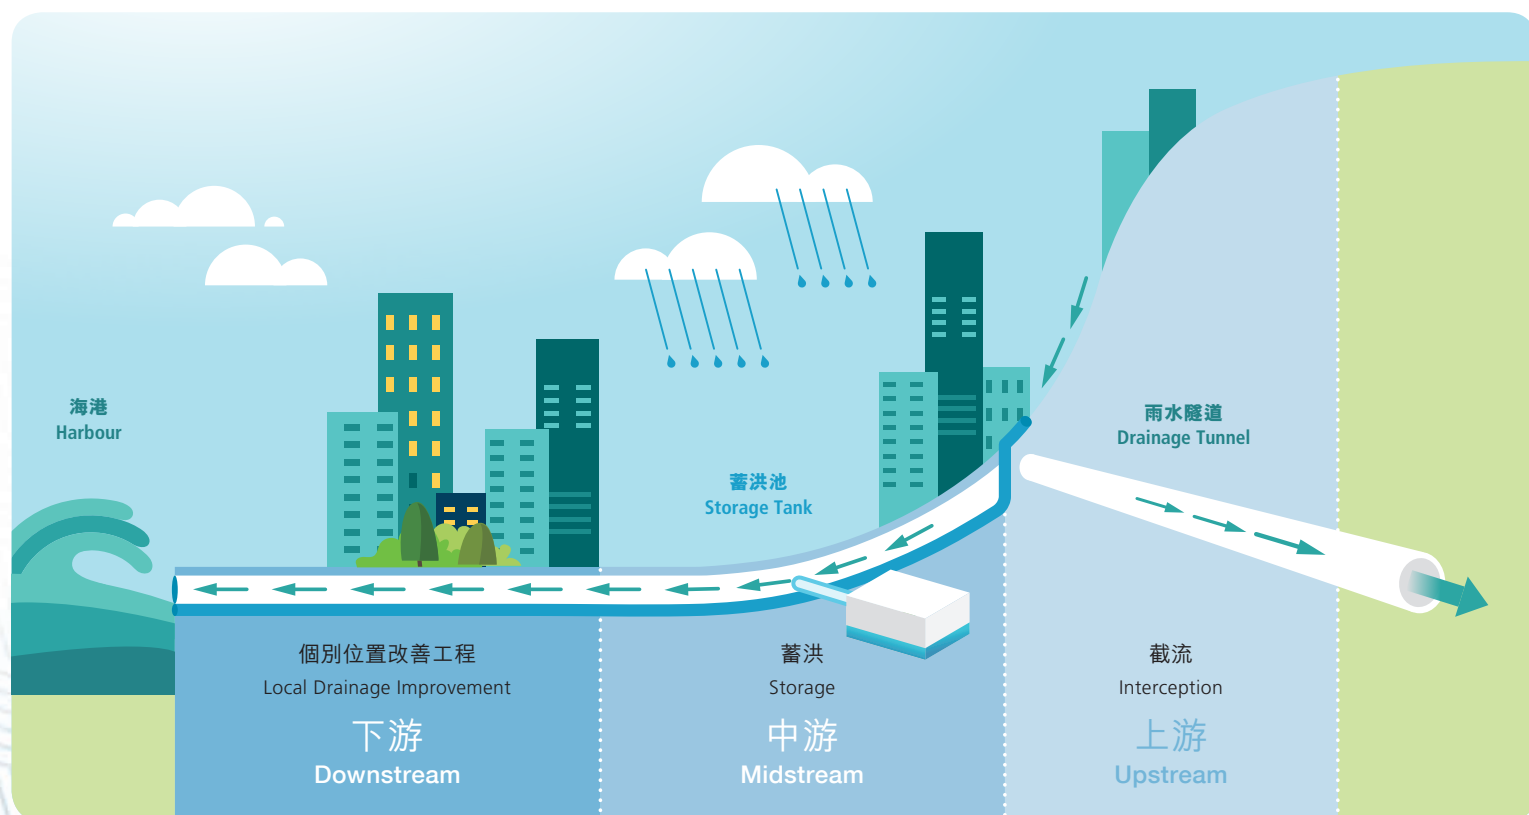 海港
Harbour
蓄洪池
Storage Tank
雨水隧道
Drainage Tunnel
個別位置改善工程
Local Drainage Improvement
下游
Downstream
蓄洪
Storage
中游
Midstream
截流
Interception
上游
Upstream